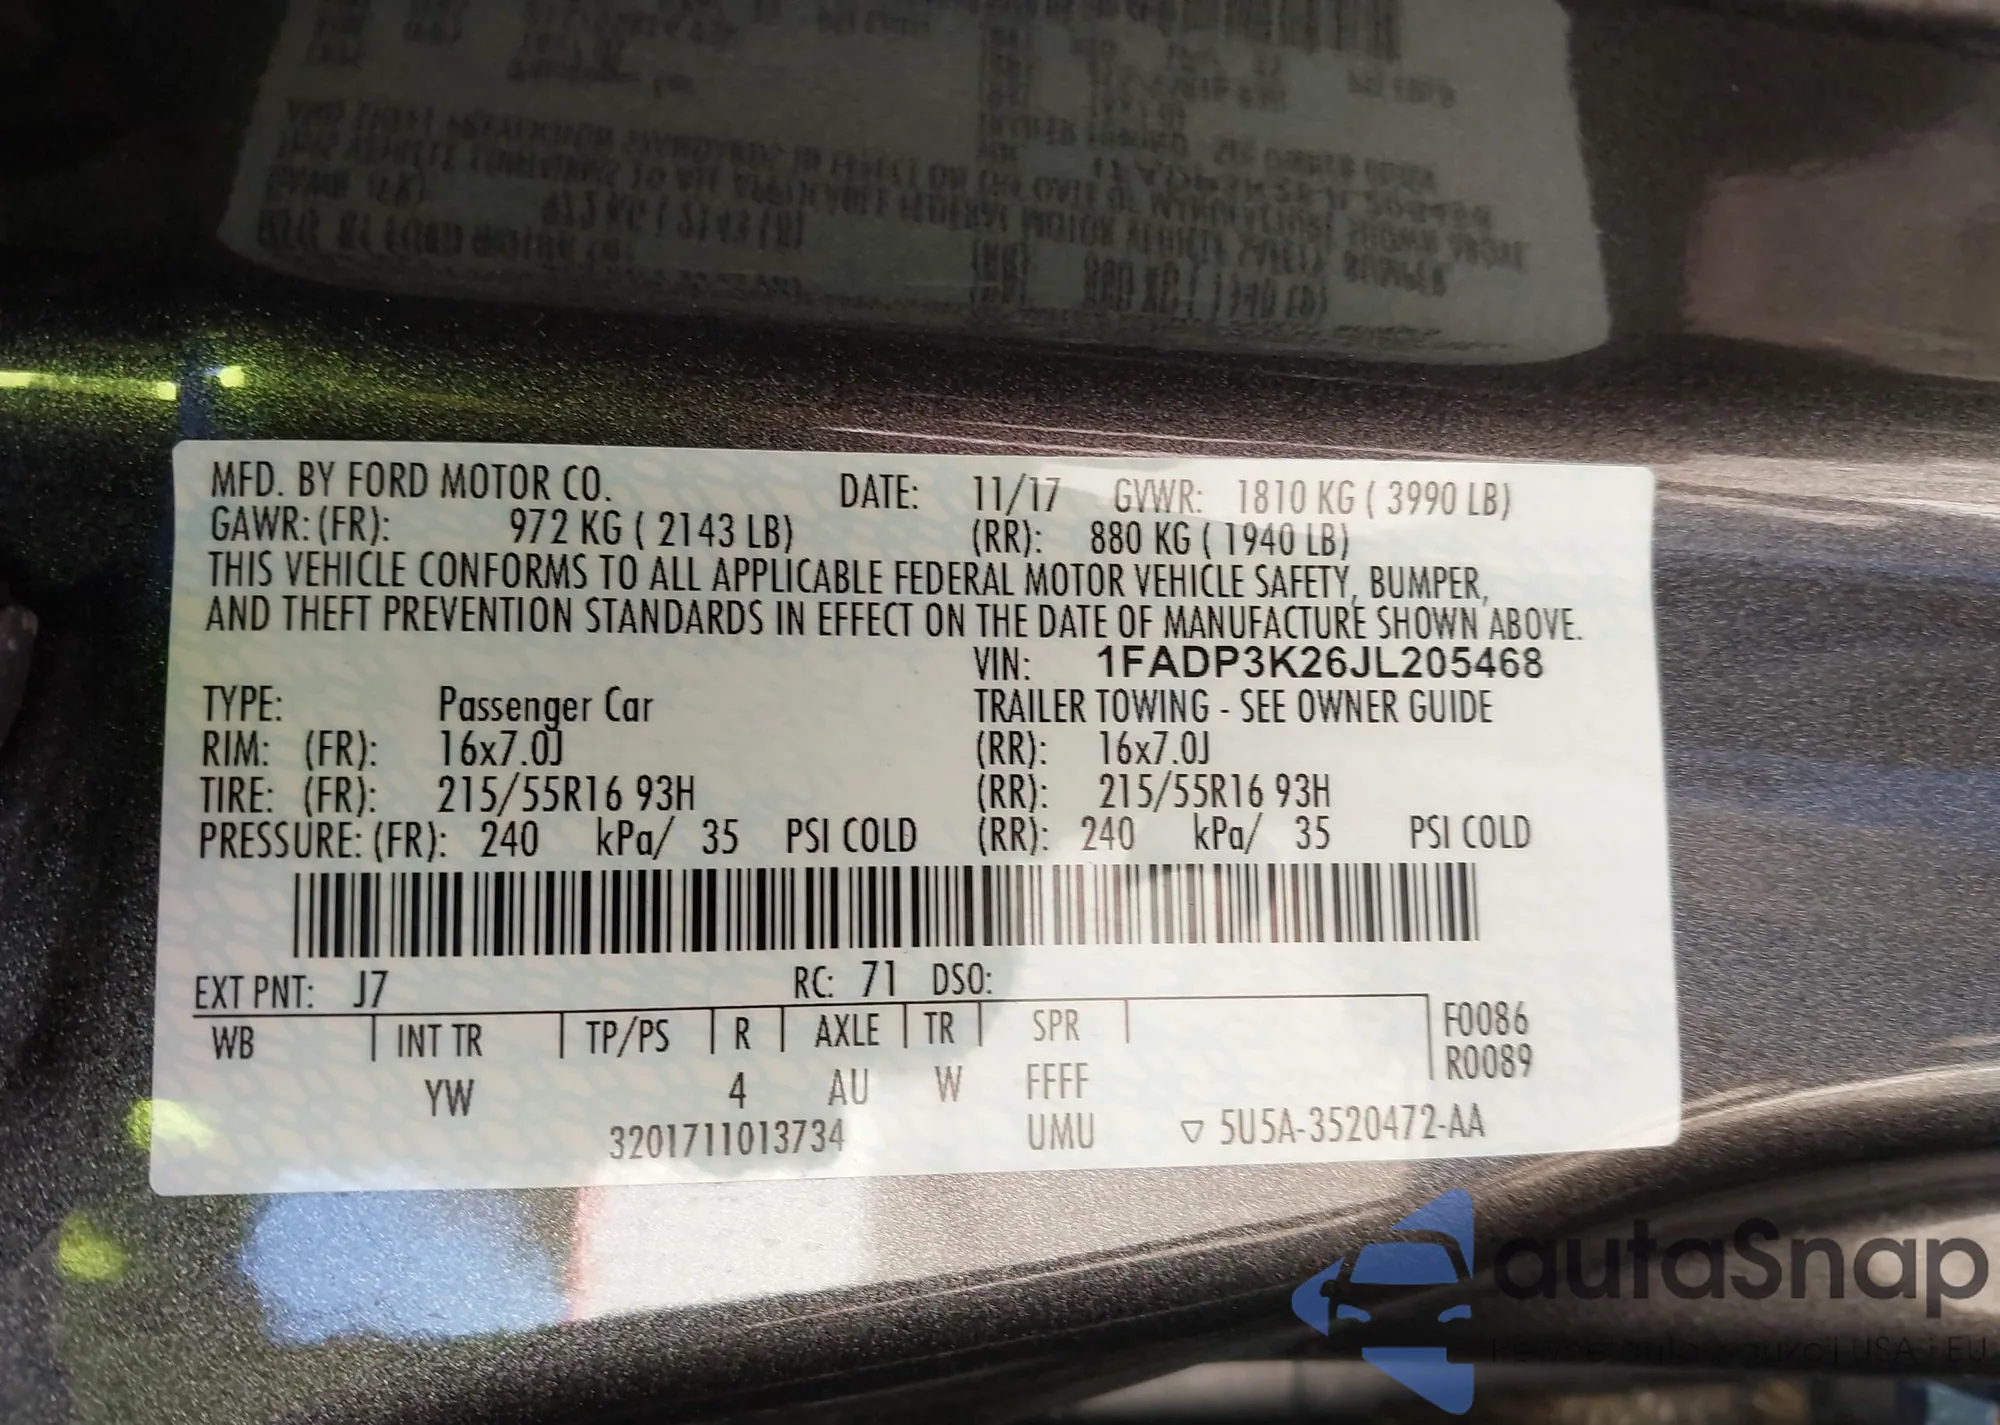 MFD. BY FORD MOTOR CO. DATE: 11/17 GVWR: 1810 KG ( 3990 LB)
GAWR: (FR): 972 KG ( 2143 LB) (RR): 880 KG ( 1940 LB)
THIS VEHICLE CONFORMS TO ALL APPLICABLE FEDERAL MOTOR VEHICLE SAFETY, BUMPER,
AND THEFT PREVENTION STANDARDS IN EFFECT ON THE DATE OF MANUFACTURE SHOWN ABOVE.
VIN: 1FADP3K26JL205468
TYPE: Passenger Car TRAILER TOWING - SEE OWNER GUIDE
RIM: (FR): 16x7.0J (RR): 16x7.0J
TIRE: (FR): 215/55R16 93H (RR): 215/55R16 93H
PRESSURE: (FR): 240 kPa/ 35 PSI COLD (RR): 240 kPa/ 35 PSI COLD
EXT PNT: J7 RC: 71 DSO:
WB INT TR TP/PS R AXLE TR SPR F0086
R0089
YW 4 AU W FFFF
3201711013734 UMU ▽ 5U5A-3520472-AA
autaSnap
USA i EU